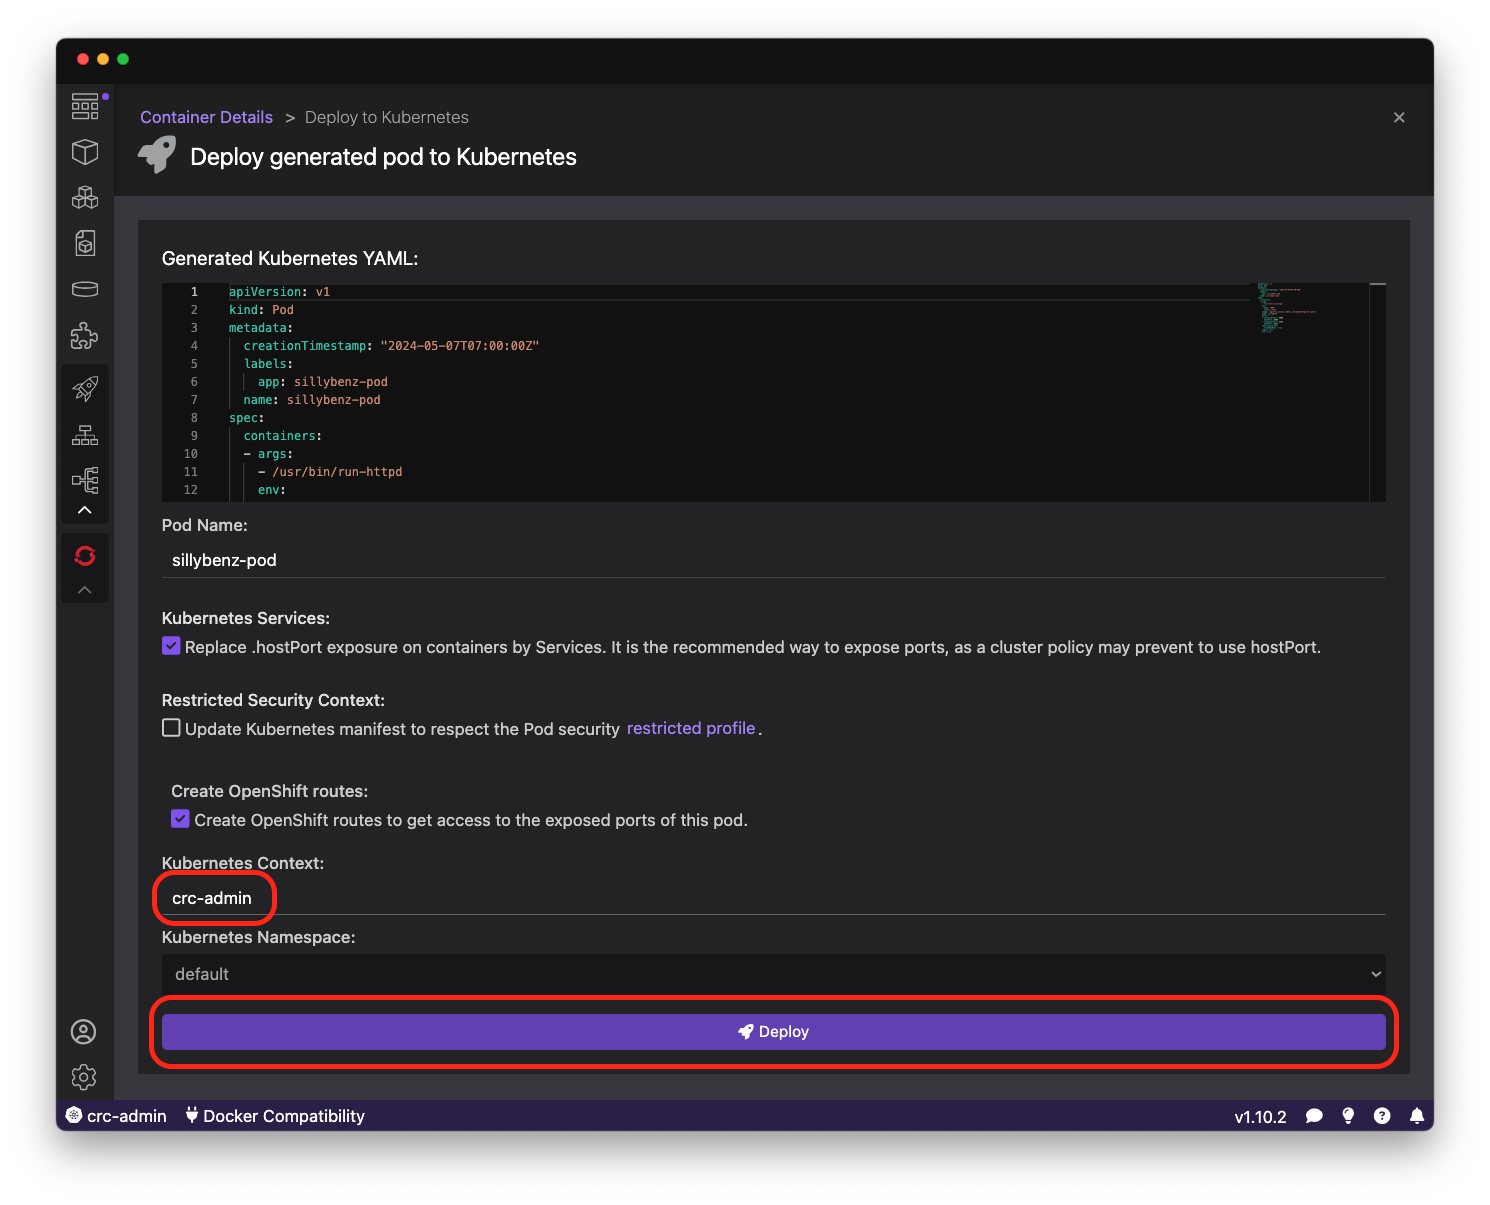 Container Details > Deploy to Kubernetes
Deploy generated pod to Kubernetes
Generated Kubernetes YAML:
1 apiVersion: v1
2 kind: Pod
3 metadata:
4 creationTimestamp: "2024-05-07T07:00:00Z"
5 labels:
6 app: sillybenz-pod
7 name: sillybenz-pod
8 spec:
9 containers:
10 - args:
11 - /usr/bin/run-httpd
12 env:
Pod Name:
sillybenz-pod
Kubernetes Services:
Replace .hostPort exposure on containers by Services. It is the recommended way to expose ports, as a cluster policy may prevent to use hostPort.
Restricted Security Context:
Update Kubernetes manifest to respect the Pod security restricted profile.
Create OpenShift routes:
Create OpenShift routes to get access to the exposed ports of this pod.
Kubernetes Context:
crc-admin
Kubernetes Namespace:
default
Deploy
crc-admin Docker Compatibility v1.10.2